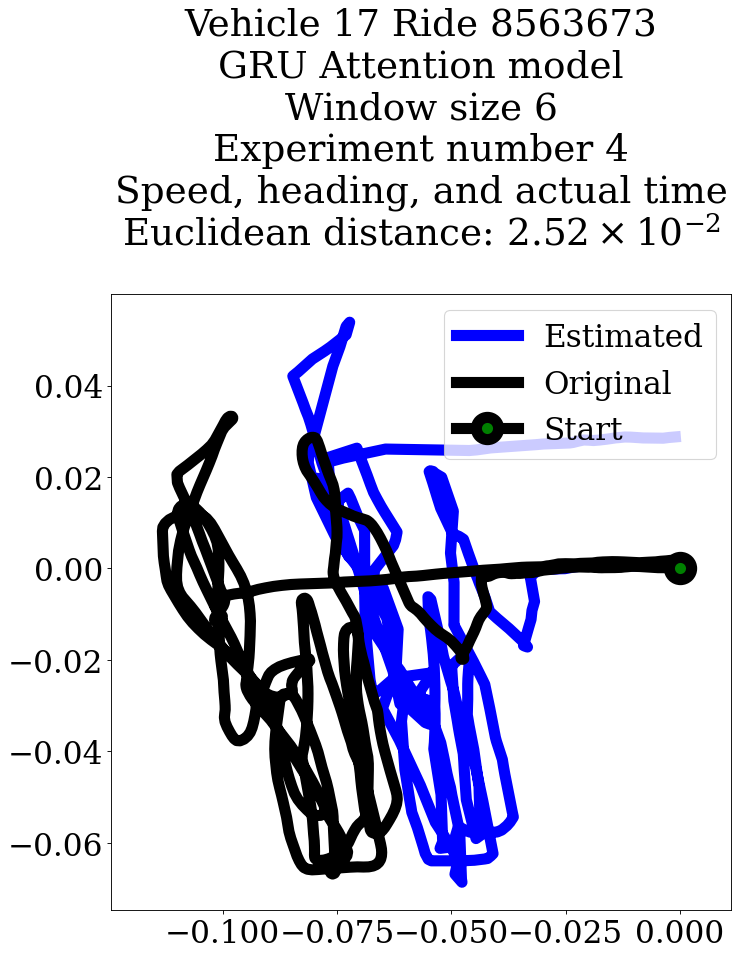 Vehicle 17 Ride 8563673
GRU Attention model
Window size 6
Experiment number 4
Speed, heading, and actual time
Euclidean distance: 2.52 × 10⁻²
Estimated
Original
Start
0.04
0.02
0.00
−0.02
−0.04
−0.06
−0.100 −0.075 −0.050 −0.025 0.000